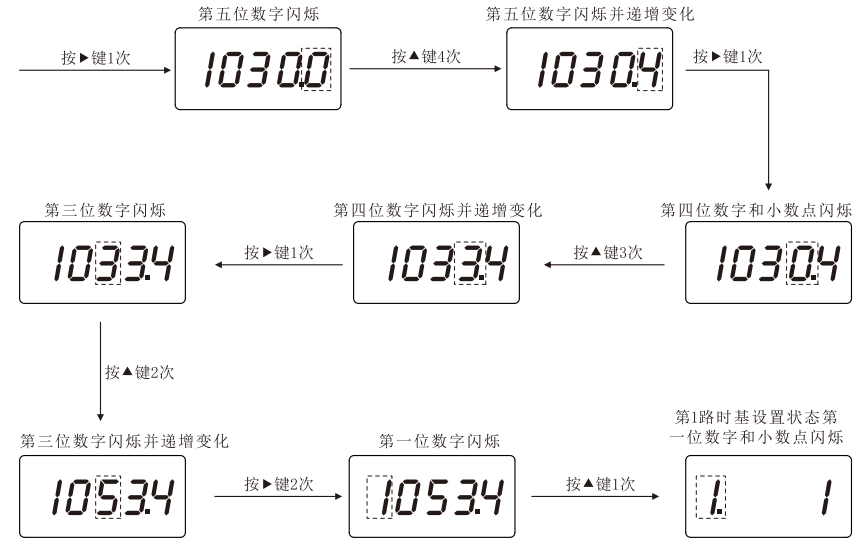 第五位数字闪烁
第五位数字闪烁并递增变化
按▶键1次
1030.0
按▲键4次
1030.4
按▶键1次
第三位数字闪烁
第四位数字闪烁并递增变化
第四位数字和小数点闪烁
1033.4
按▶键1次
1033.4
按▲键3次
1030.4
按▲键2次
第三位数字闪烁并递增变化
第一位数字闪烁
第1路时基设置状态第
一位数字和小数点闪烁
1053.4
按▶键2次
1053.4
按▲键1次
1. 1